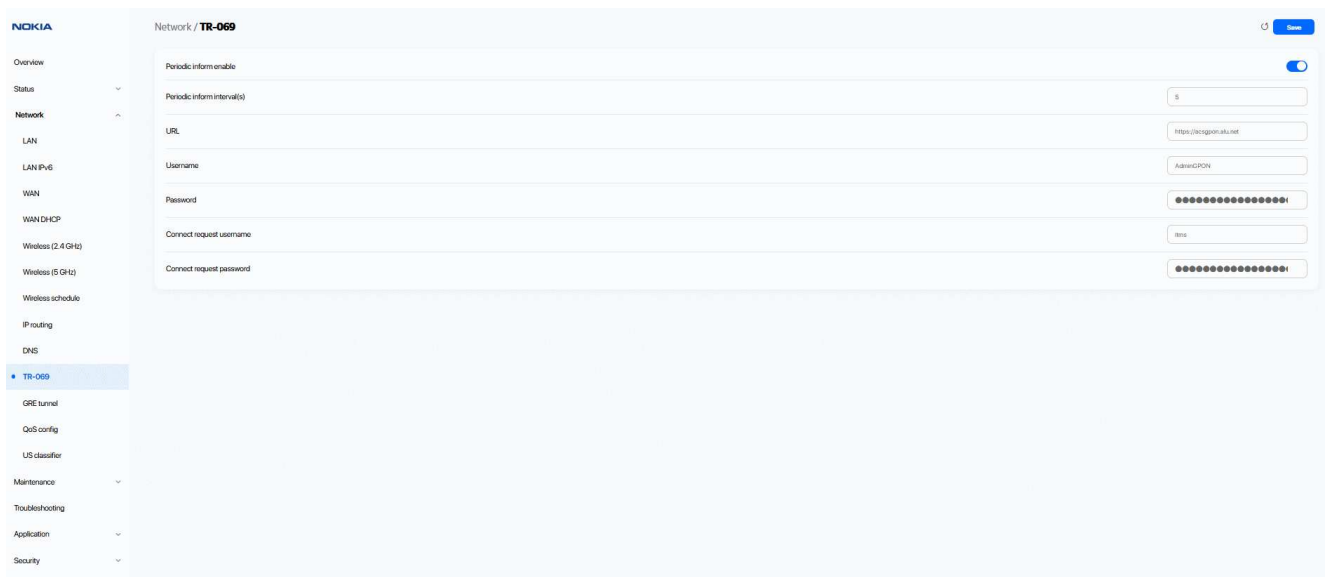 NOKIA
Network / TR-069
Save
Overview
Status
Network
LAN
LAN IPv6
WAN
WAN DHCP
Wireless (2.4 GHz)
Wireless (5 GHz)
Wireless schedule
IP routing
DNS
TR-069
GRE tunnel
QoS config
US classifier
Maintenance
Troubleshooting
Application
Security
Periodic inform enable
Periodic inform interval(s)
URL
https://acsgpon.atu.net
Username
AdminGPON
Password
Connect request username
Connect request password